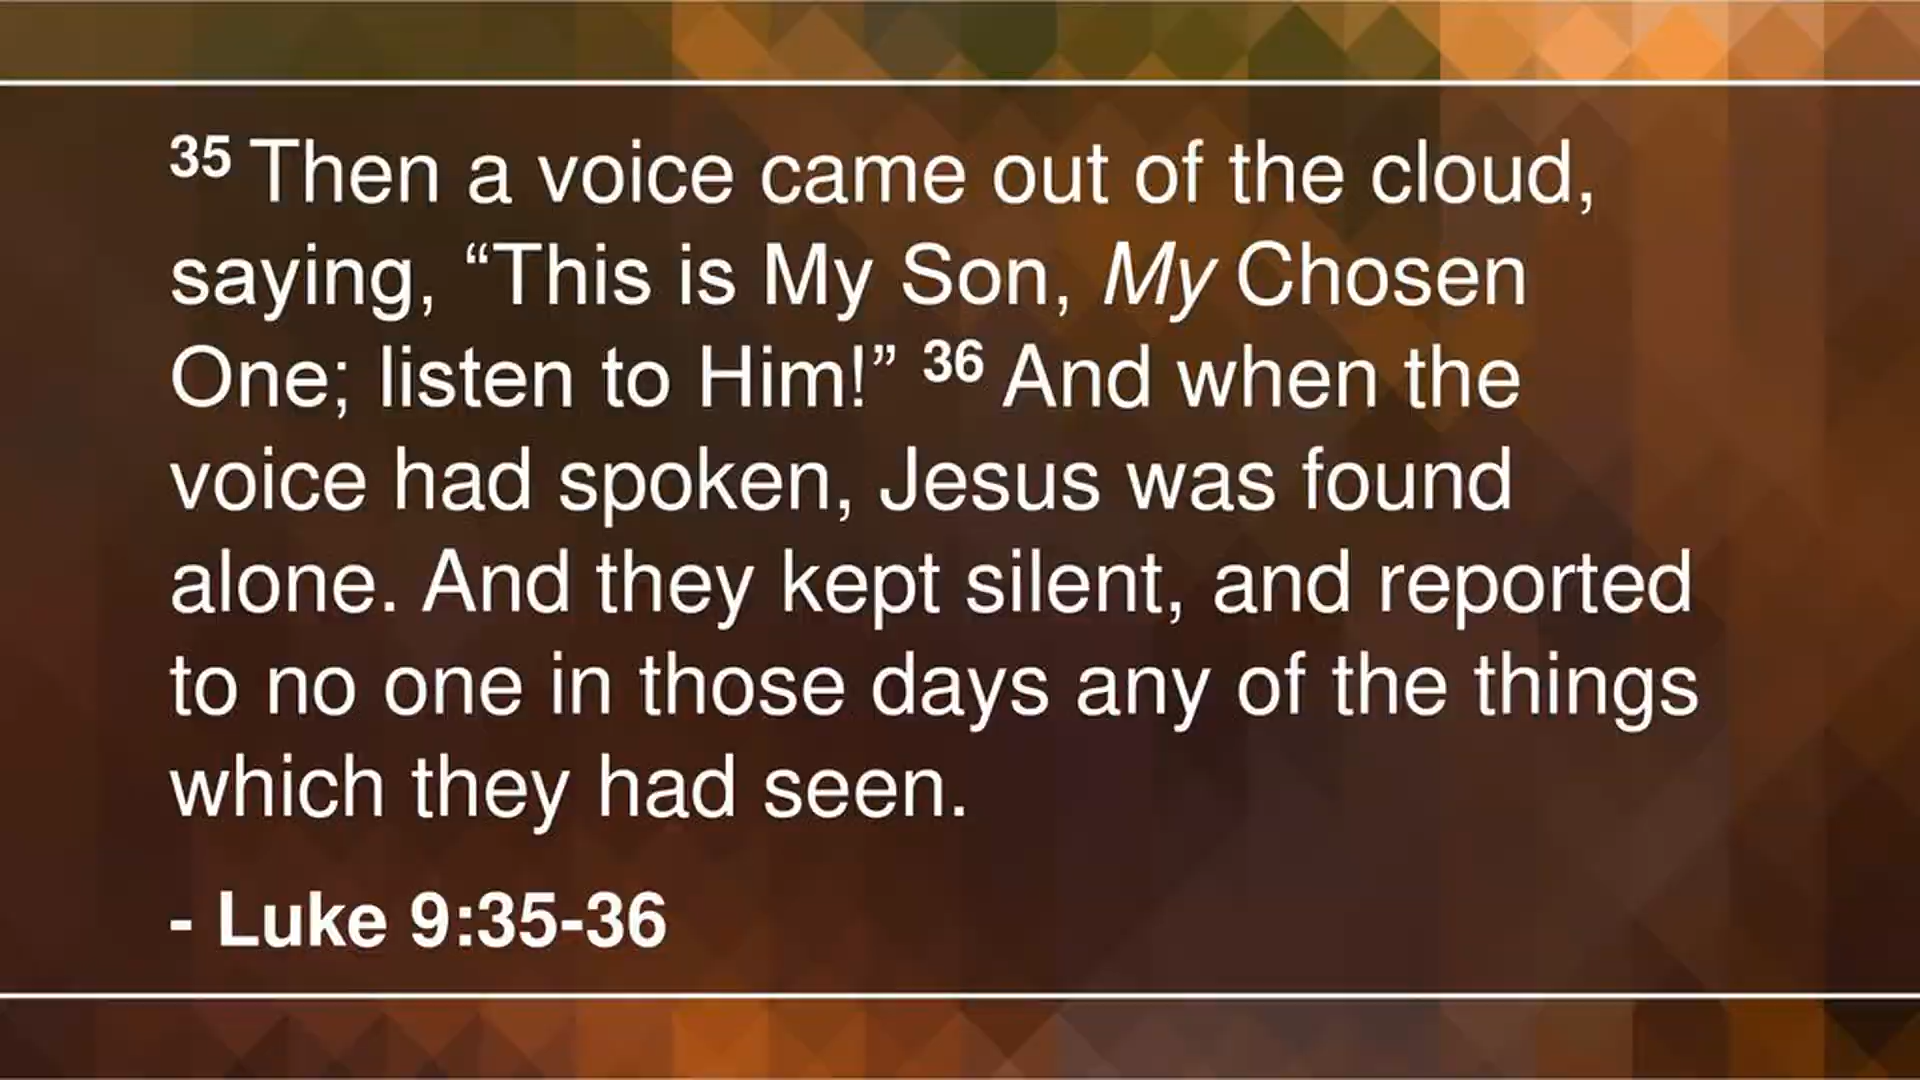 35 Then a voice came out of the cloud,
saying, “This is My Son, My Chosen
One; listen to Him!” 36 And when the
voice had spoken, Jesus was found
alone. And they kept silent, and reported
to no one in those days any of the things
which they had seen.
- Luke 9:35-36